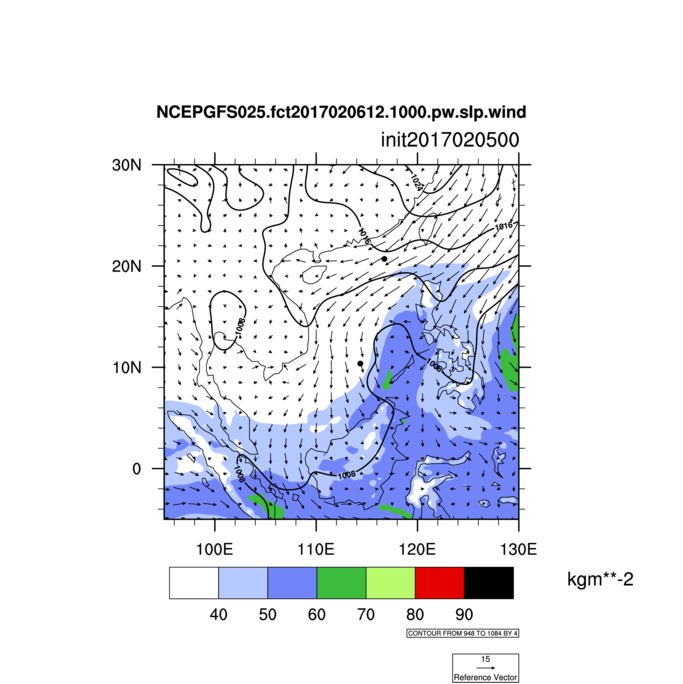 NCEPGFS025.fct2017020612.1000.pw.slp.wind
init2017020500
30N
20N
10N
0
1024
1016
1016
1008
1008
1008
1008
100E
110E
120E
130E
40
50
60
70
80
90
kgm**-2
CONTOUR FROM 948 TO 1084 BY 4
15
Reference Vector